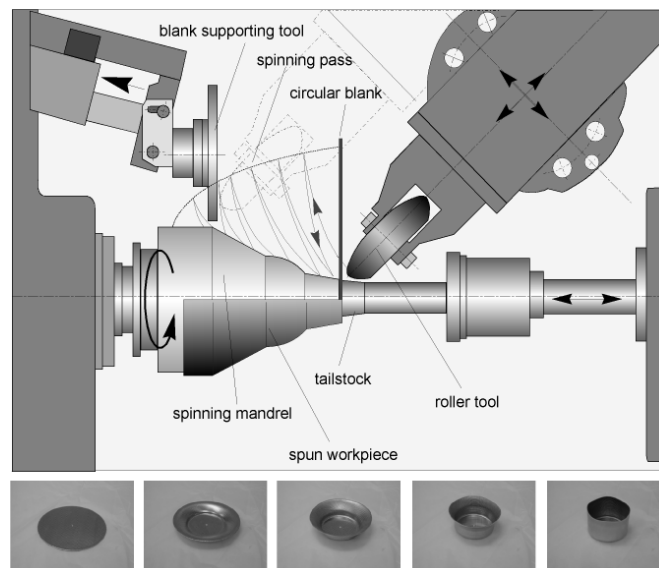 blank supporting tool
spinning pass
circular blank
tailstock
roller tool
spinning mandrel
spun workpiece